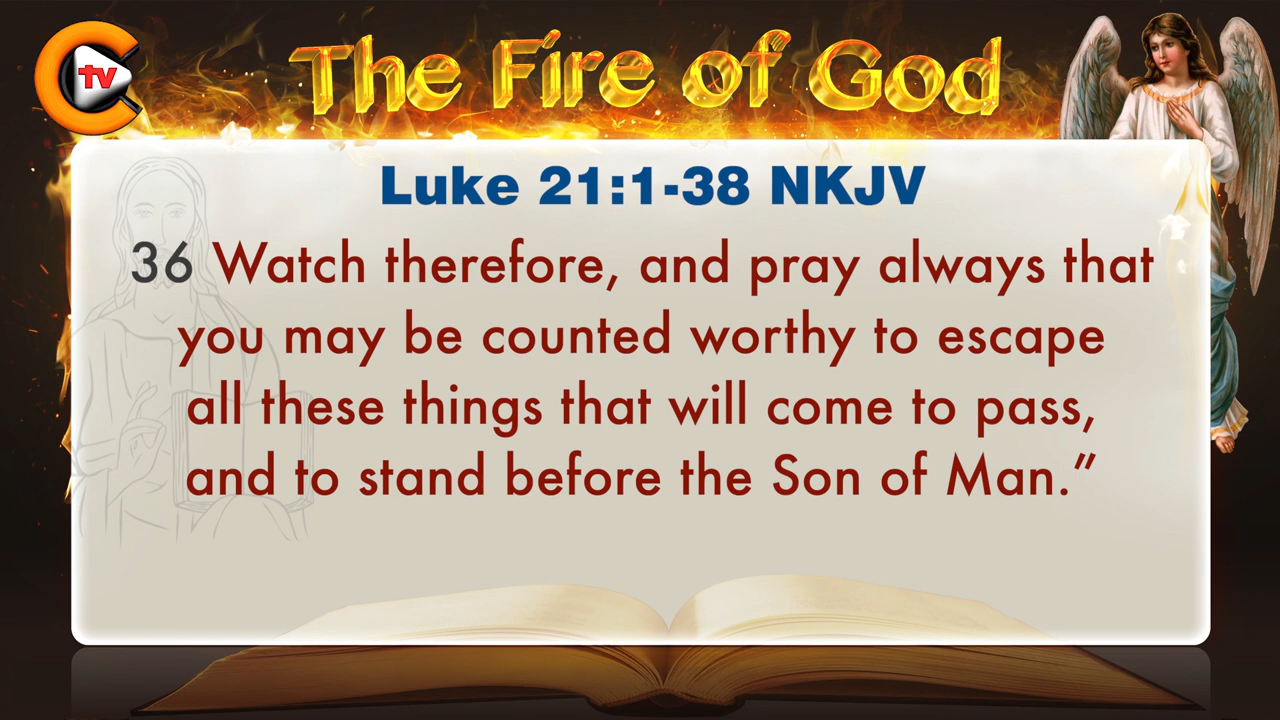 tv
The Fire of God
Luke 21:1-38 NKJV
36 Watch therefore, and pray always that
you may be counted worthy to escape
all these things that will come to pass,
and to stand before the Son of Man.”